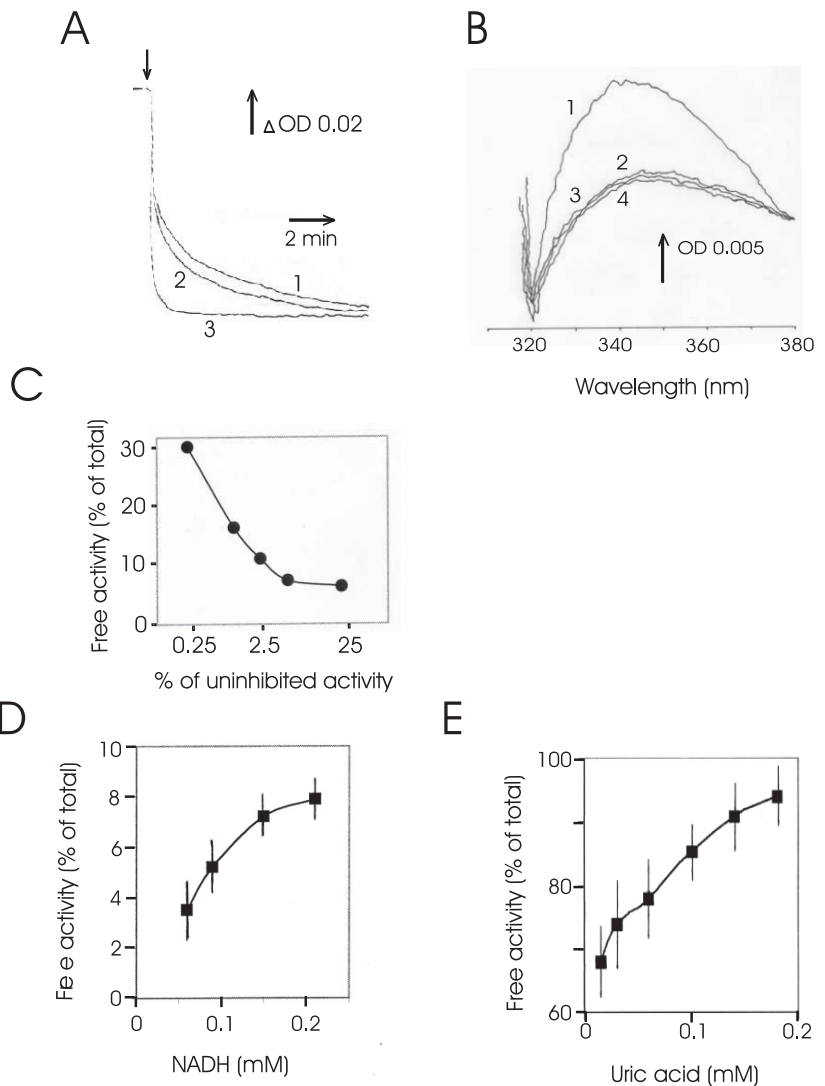 A
Δ OD 0.02
2 min
1
2
3
B
1
2
3
4
OD 0.005
320 340 360 380
Wavelength (nm)
C
Free activity (% of total)
30
20
10
0
0.25 2.5 25
% of uninhibited activity
D
Free activity (% of total)
10
8
6
4
2
0
0 0.1 0.2
NADH (mM)
E
Free activity (% of total)
100
80
60
0 0.1 0.2
Uric acid (mM)